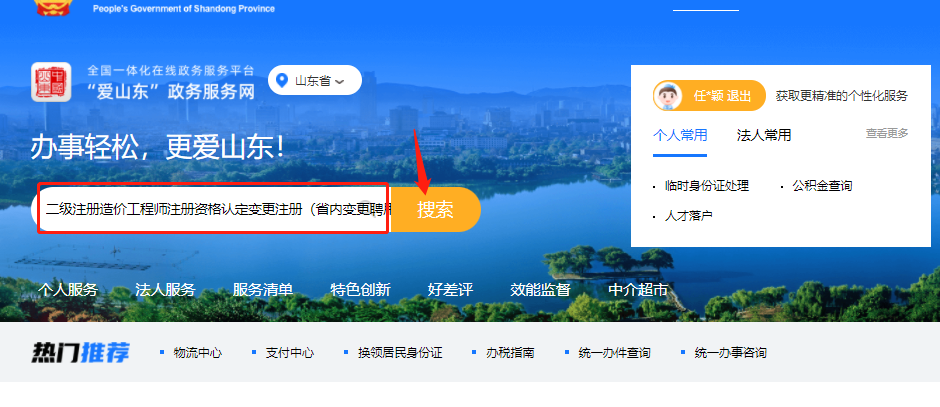 People's Government of Shandong Province
全国一体化在线政务服务平台
“爱山东”政务服务网
山东省
任*颖 退出
获取更精准的个性化服务
办事轻松，更爱山东！
个人常用 法人常用 查看更多
临时身份证处理 公积金查询
人才落户
二级注册造价工程师注册资格认定变更注册（省内变更聘用
搜索
个人服务 法人服务 服务清单 特色创新 好差评 效能监督 中介超市
热门推荐 物流中心 支付中心 换领居民身份证 办税指南 统一办件查询 统一办事咨询